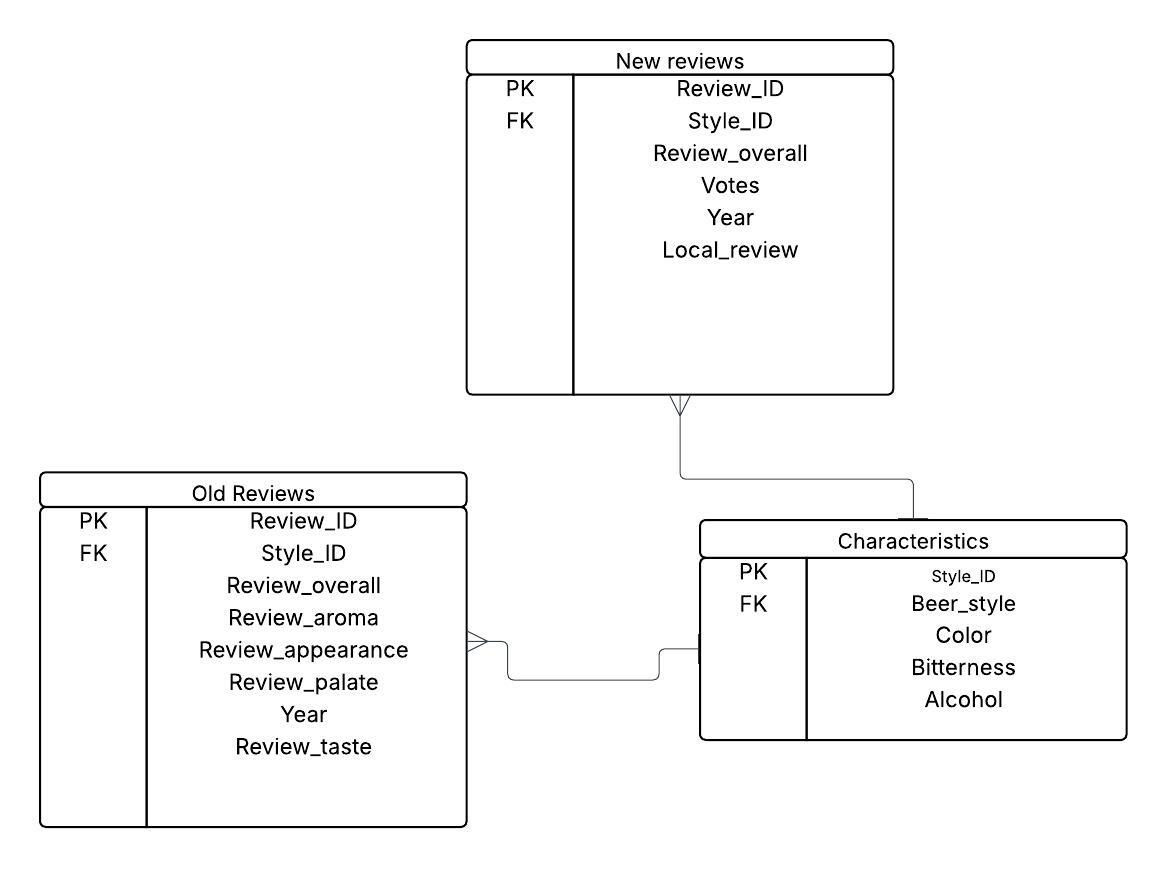 New reviews
PK Review_ID
FK Style_ID
Review_overall
Votes
Year
Local_review
Old Reviews
PK Review_ID
FK Style_ID
Review_overall
Review_aroma
Review_appearance
Review_palate
Year
Review_taste
Characteristics
PK Style_ID
FK Beer_style
Color
Bitterness
Alcohol